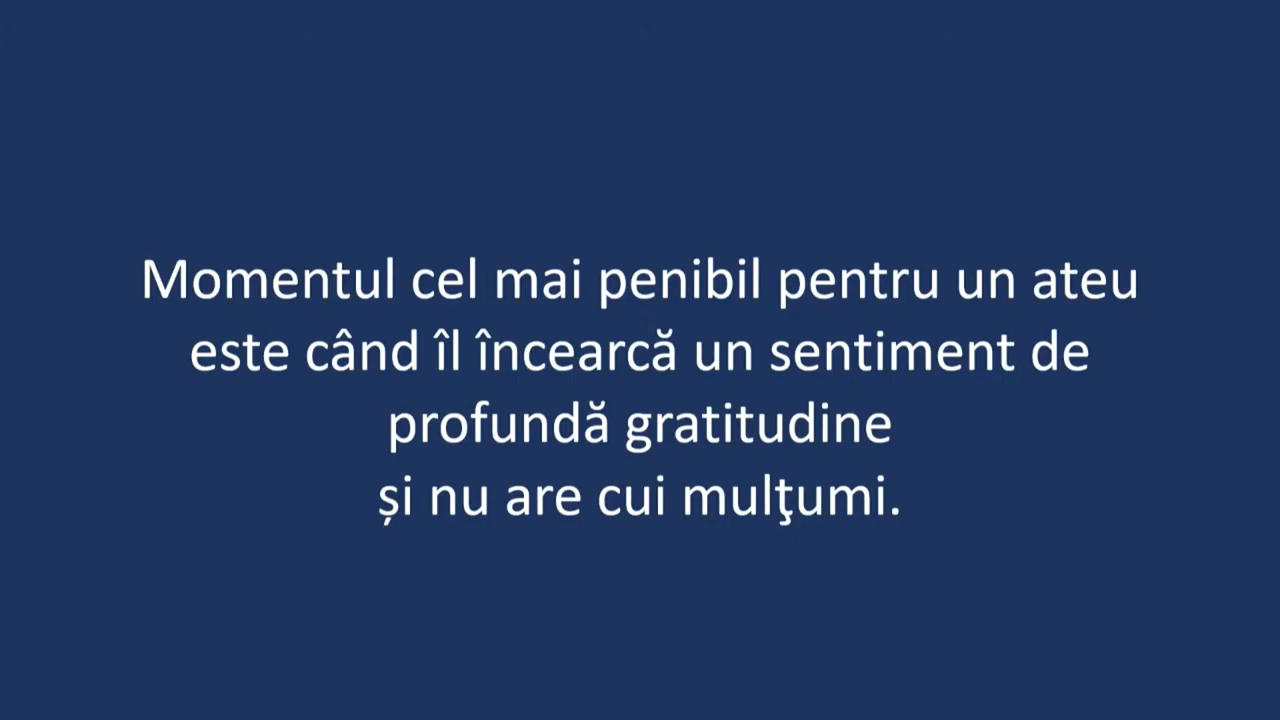 Momentul cel mai penibil pentru un ateu
este când îl încearcă un sentiment de
profundă gratitudine
și nu are cui mulţumi.